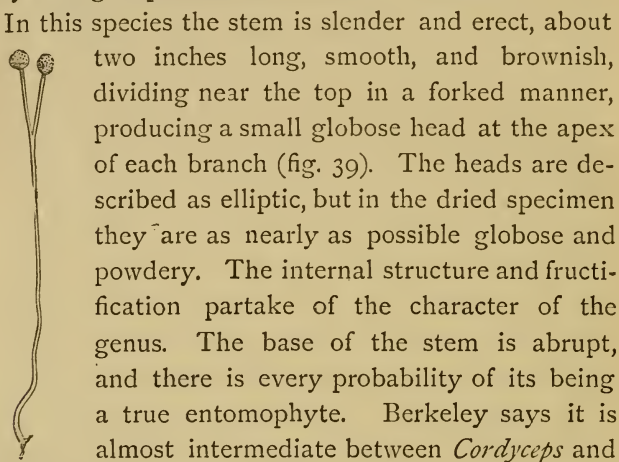 In this species the stem is slender and erect, about
two inches long, smooth, and brownish,
dividing near the top in a forked manner,
producing a small globose head at the apex
of each branch (fig. 39). The heads are de-
scribed as elliptic, but in the dried specimen
they are as nearly as possible globose and
powdery. The internal structure and fructi-
fication partake of the character of the
genus. The base of the stem is abrupt,
and there is every probability of its being
a true entomophyte. Berkeley says it is
almost intermediate between Cordyceps and